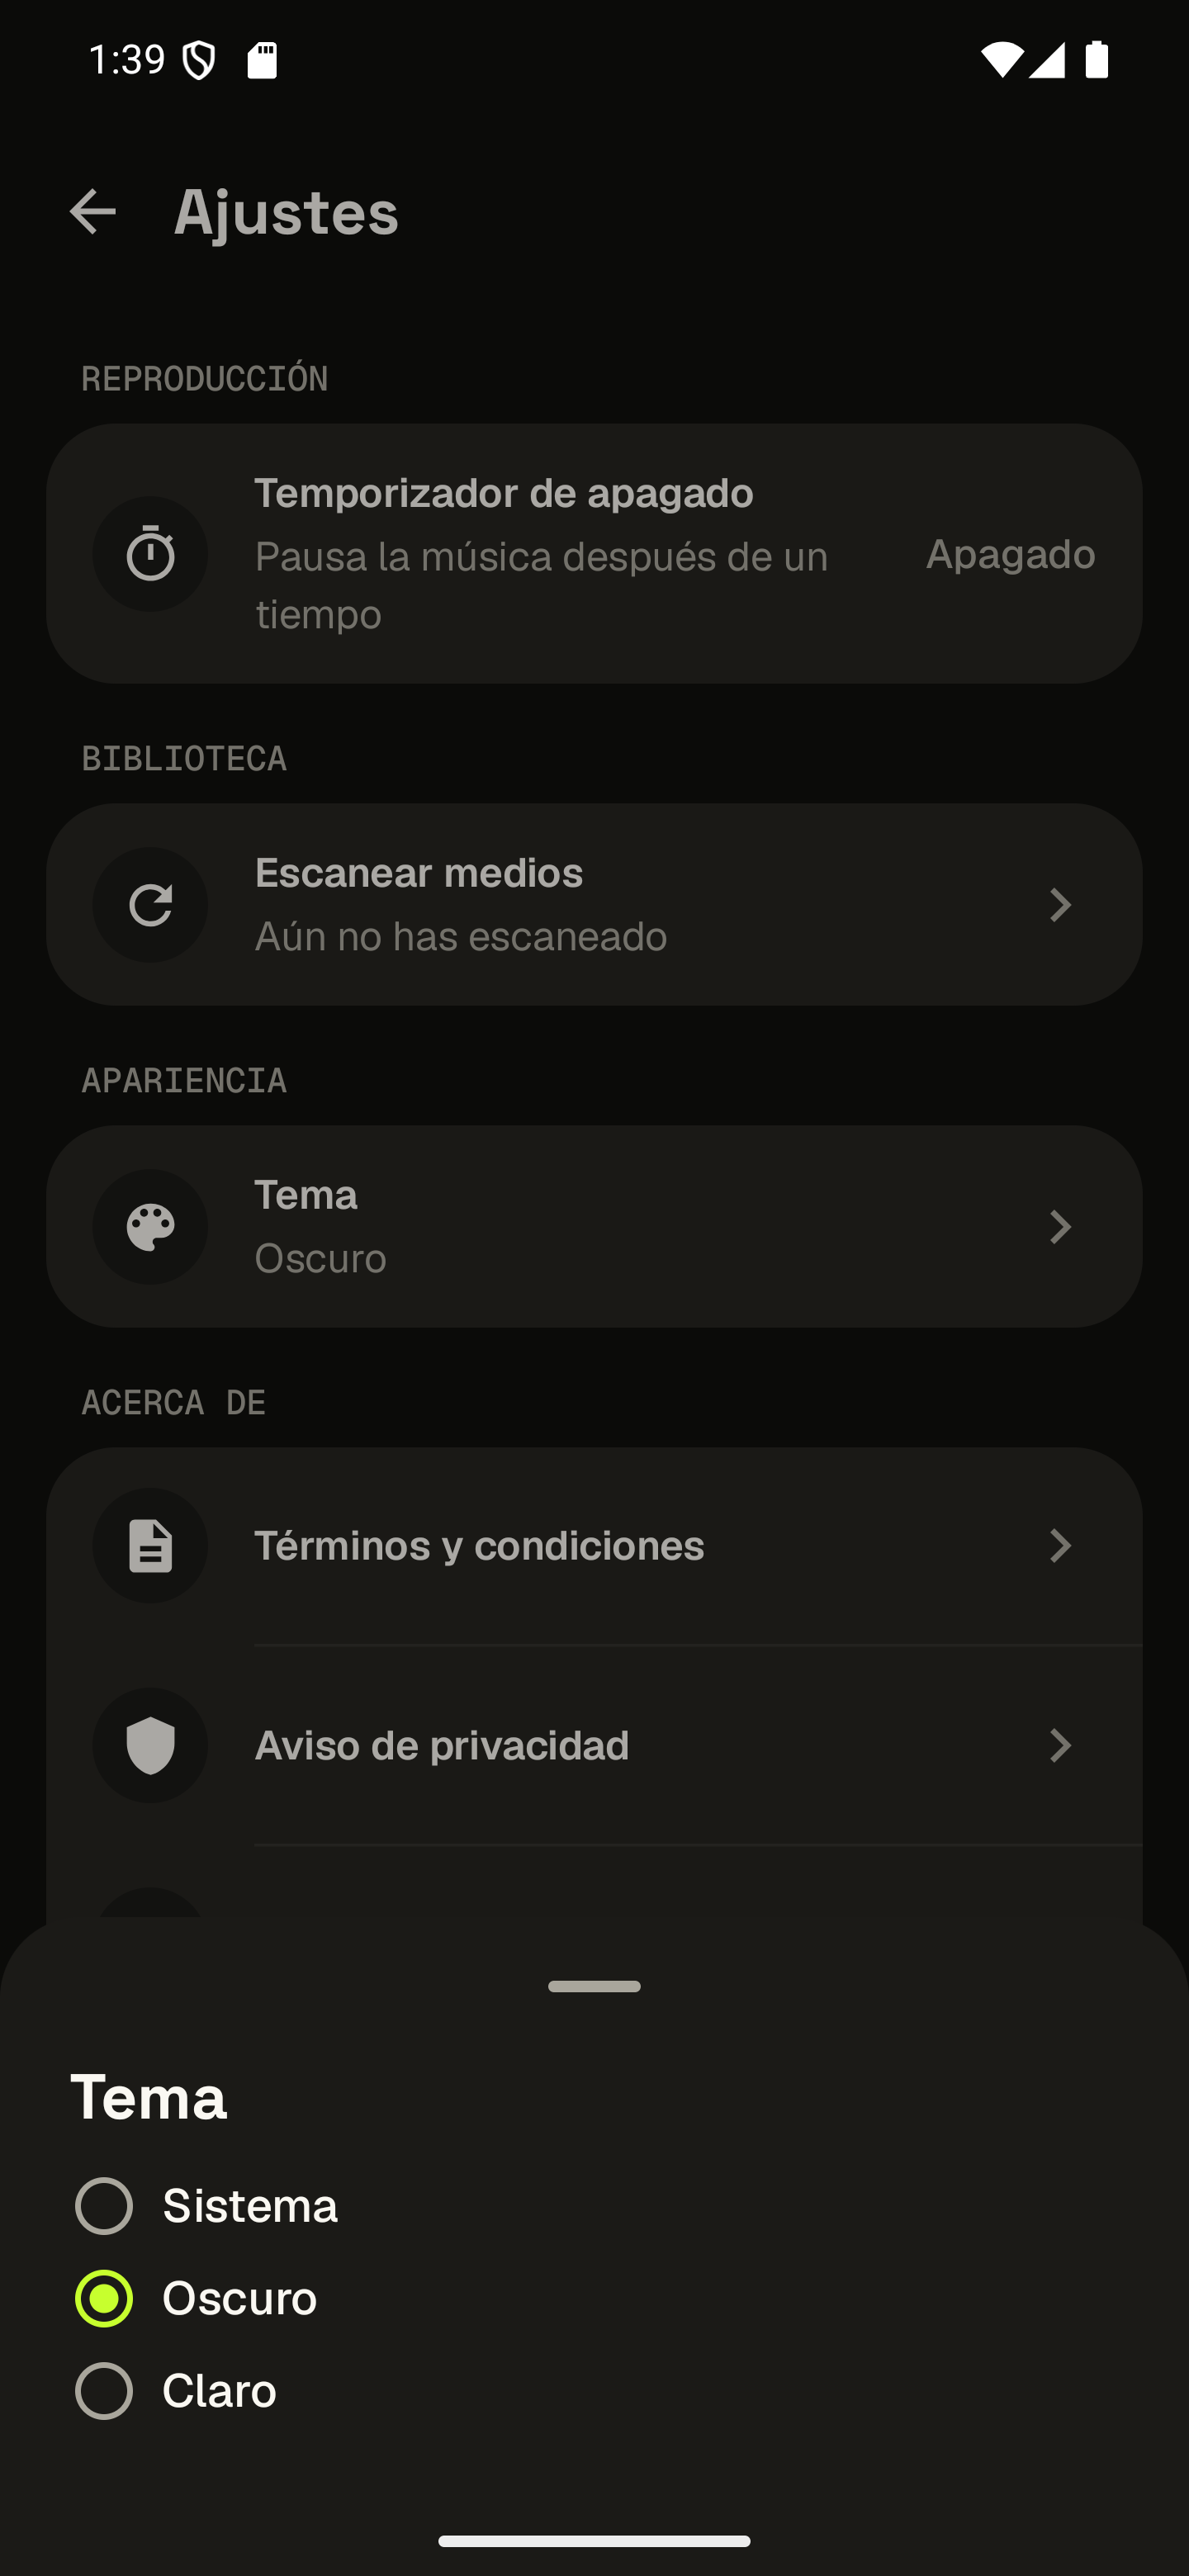 1:39
Ajustes
REPRODUCCIÓN
Temporizador de apagado
Pausa la música después de un
tiempo
Apagado
BIBLIOTECA
Escanear medios
Aún no has escaneado
APARIENCIA
Tema
Oscuro
ACERCA DE
Términos y condiciones
Aviso de privacidad
Tema
Sistema
Oscuro
Claro